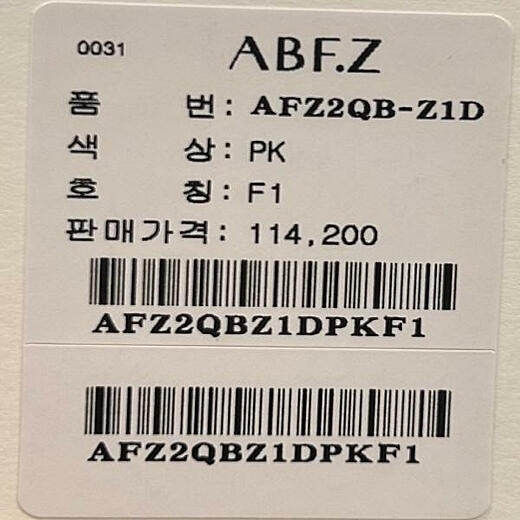 0031 ABF.Z
품 번: AFZ2QB-Z1D
색 상: PK
호 칭: F1
판매가격: 114,200
AFZ2QBZ1DPKF1
AFZ2QBZ1DPKF1